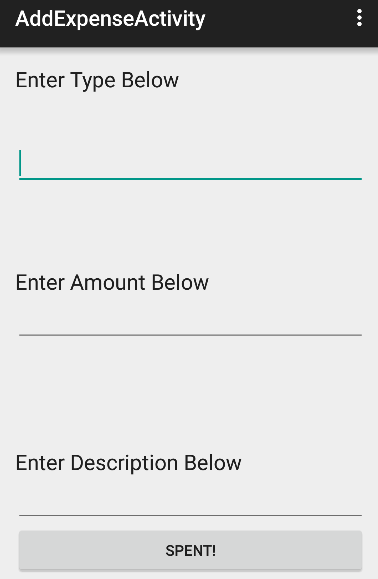 AddExpenseActivity
Enter Type Below
Enter Amount Below
Enter Description Below
SPENT!